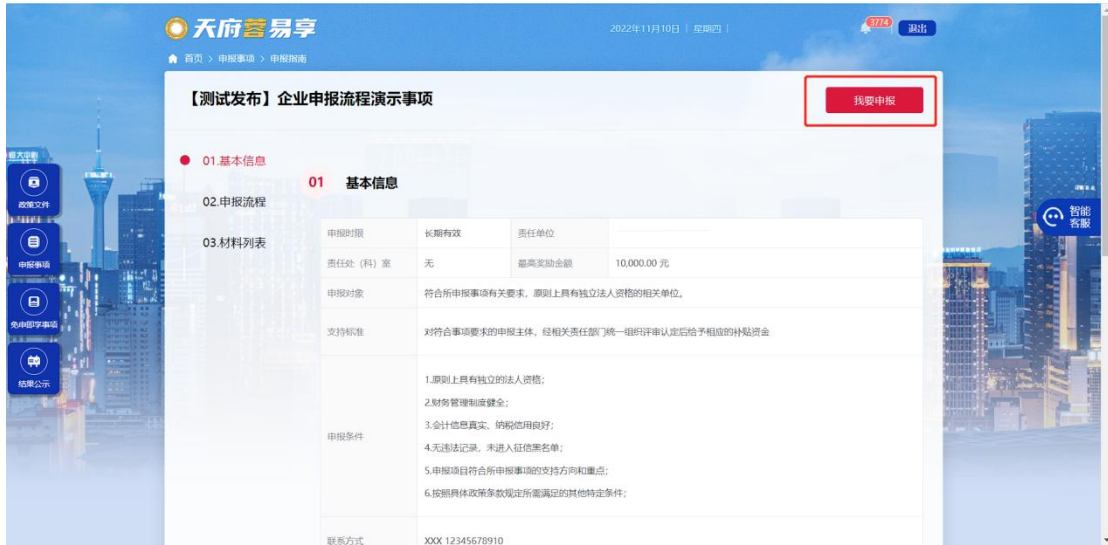 天府蓉易享
2022年11月10日 | 星期四 |
3774
退出
首页 > 申报事项 > 申报指南
【测试发布】企业申报流程演示事项
我要申报
01.基本信息
02.申报流程
03.材料列表
01 基本信息
申报时限 长期有效 责任单位
责任处（科）室 无 最高奖励金额 10,000.00 元
申报对象 符合所申报事项有关要求，原则上具有独立法人资格的相关单位。
支持标准 对符合事项要求的申报主体，经相关责任部门统一组织评审认定后给予相应的补贴资金
申报条件
1.原则上具有独立的法人资格；
2.财务管理制度健全；
3.会计信息真实、纳税信用良好；
4.无违法记录，未进入征信黑名单；
5.申报项目符合所申报事项的支持方向和重点；
6.按照具体政策条款规定所需满足的其他特定条件；
联系方式 XXX 12345678910
政策文件
申报事项
免申即享事项
结果公示
智能
客服